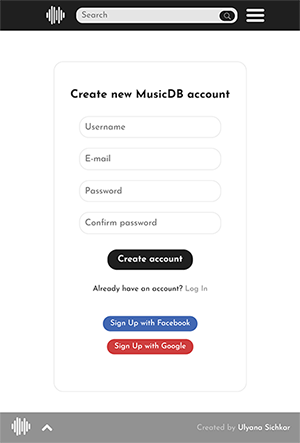 Search
Create new MusicDB account
Username
E-mail
Password
Confirm password
Create account
Already have an account? Log In
Sign Up with Facebook
Sign Up with Google
Created by Ulyana Sichkar